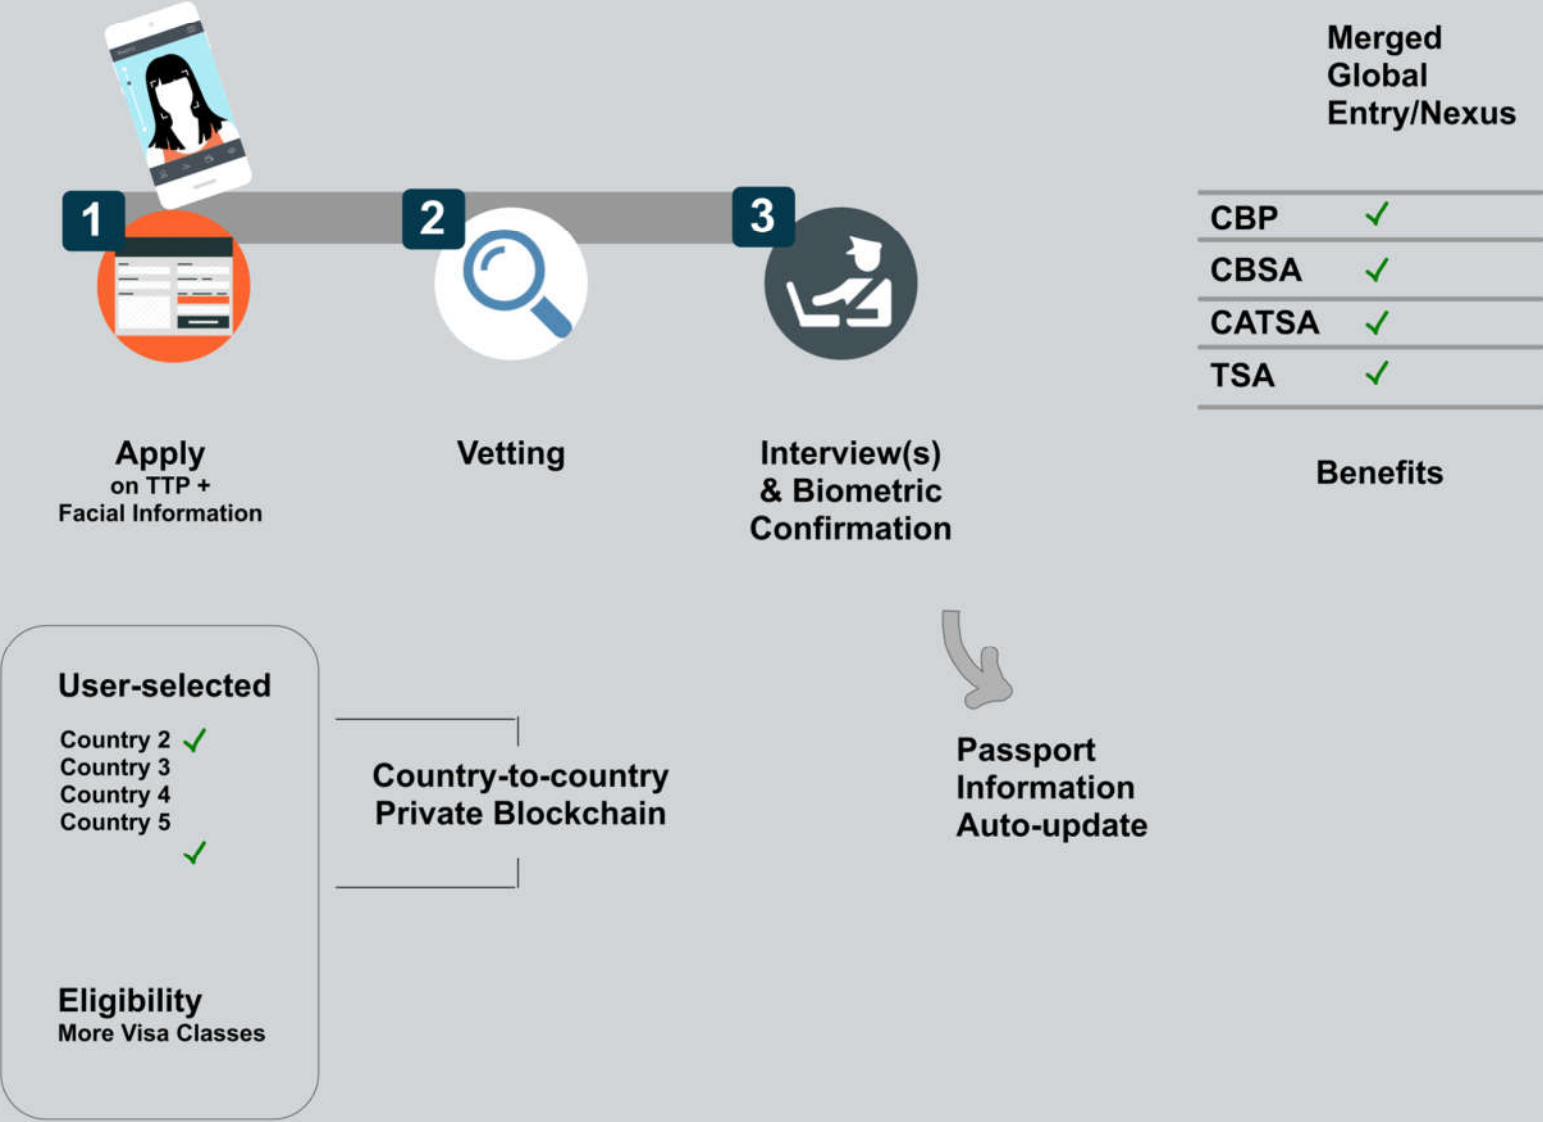 Merged
Global
Entry/Nexus
1
2
3
CBP
CBSA
CATSA
TSA
Apply
on TTP +
Facial Information
Vetting
Interview(s)
& Biometric
Confirmation
Benefits
User-selected
Country 2
Country 3
Country 4
Country 5
Country-to-country
Private Blockchain
Passport
Information
Auto-update
Eligibility
More Visa Classes